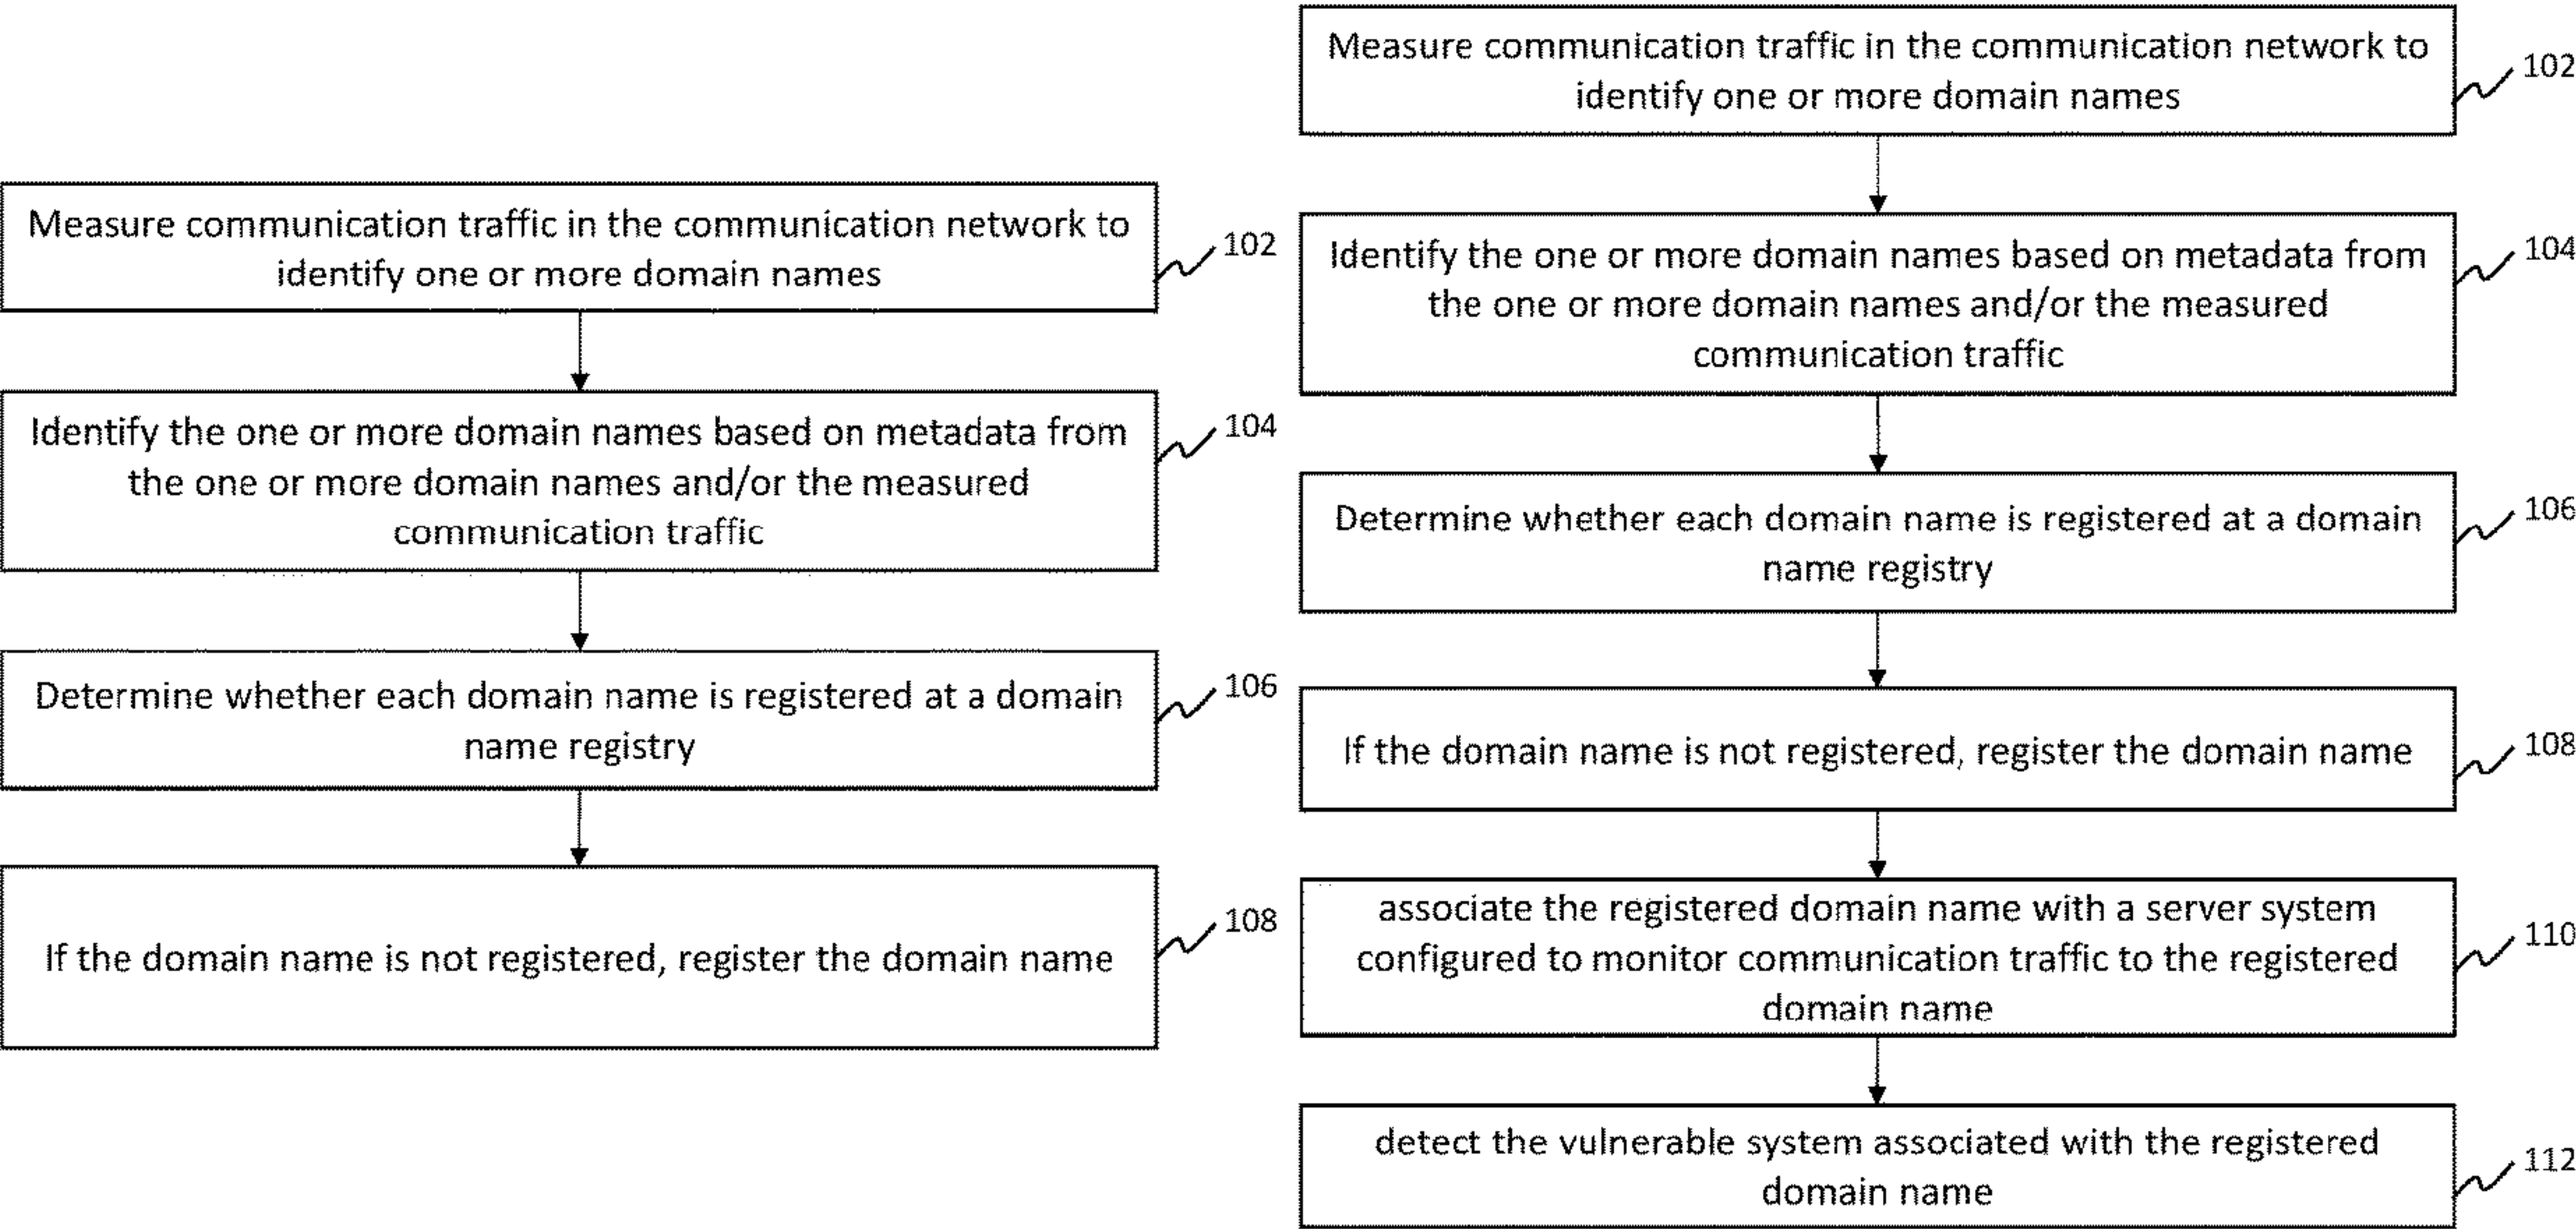 Measure communication traffic in the communication network to
identify one or more domain names
102
Identify the one or more domain names based on metadata from
the one or more domain names and/or the measured
communication traffic
104
Determine whether each domain name is registered at a domain
name registry
106
If the domain name is not registered, register the domain name
108
Measure communication traffic in the communication network to
identify one or more domain names
102
Identify the one or more domain names based on metadata from
the one or more domain names and/or the measured
communication traffic
104
Determine whether each domain name is registered at a domain
name registry
106
If the domain name is not registered, register the domain name
108
associate the registered domain name with a server system
configured to monitor communication traffic to the registered
domain name
110
detect the vulnerable system associated with the registered
domain name
112